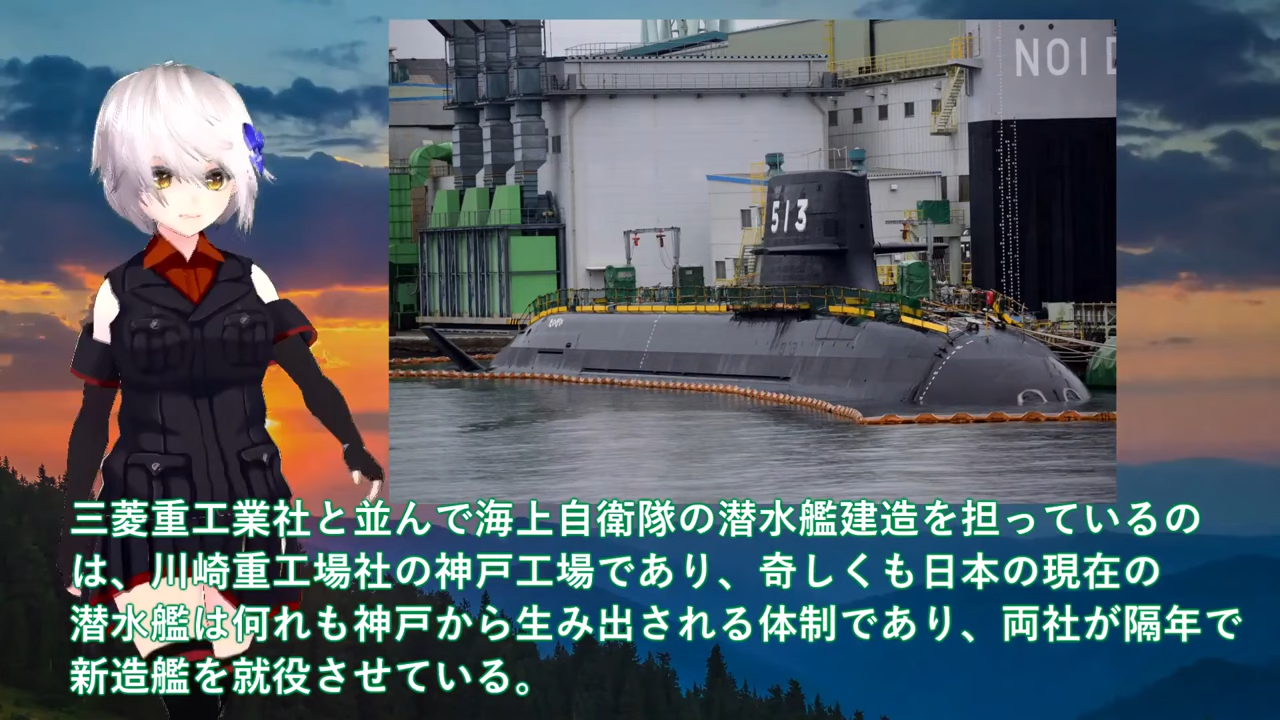 NOI D
513
三菱重工業社と並んで海上自衛隊の潜水艦建造を担っているの
は、川崎重工場社の神戸工場であり、奇しくも日本の現在の
潜水艦は何れも神戸から生み出される体制であり、両社が隔年で
新造艦を就役させている。